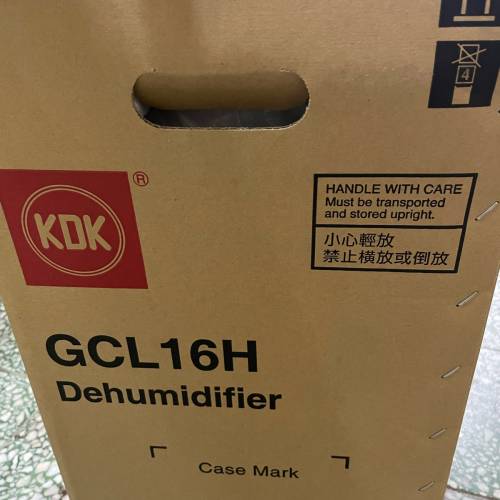 4
KDK
®
HANDLE WITH CARE
Must be transported
and stored upright.
小心輕放
禁止橫放或倒放
GCL16H
Dehumidifier
Case Mark